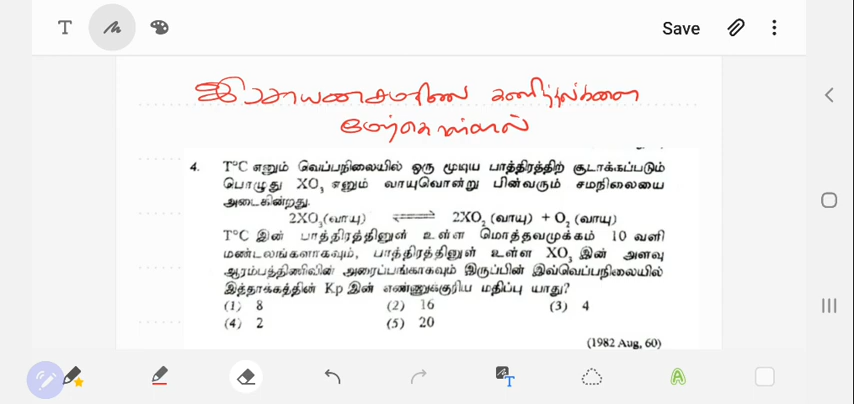 T
Save
இரசாயனசமநிலை கணித்தல்களை
மேற்கொள்ளல்
4. T°C எனும் வெப்பநிலையில் ஒரு மூடிய பாத்திரத்திற் சூடாக்கப்படும்
பொழுது XO₃ எனும் வாயுவொன்று பின்வரும் சமநிலையை
அடைகின்றது.
2XO₃(வாயு) ⇌ 2XO₂ (வாயு) + O₂ (வாயு)
T°C இன் பாத்திரத்தினுள் உள்ள மொத்தவமுக்கம் 10 வளி
மண்டலங்களாகவும், பாத்திரத்தினுள் உள்ள XO₃ இன் அளவு
ஆரம்பத்திணிவின் அரைப்பங்காகவும் இருப்பின் இவ்வெப்பநிலையில்
இத்தாக்கத்தின் Kp இன் எண்ணுக்குரிய மதிப்பு யாது?
(1) 8 (2) 16 (3) 4
(4) 2 (5) 20
(1982 Aug, 60)